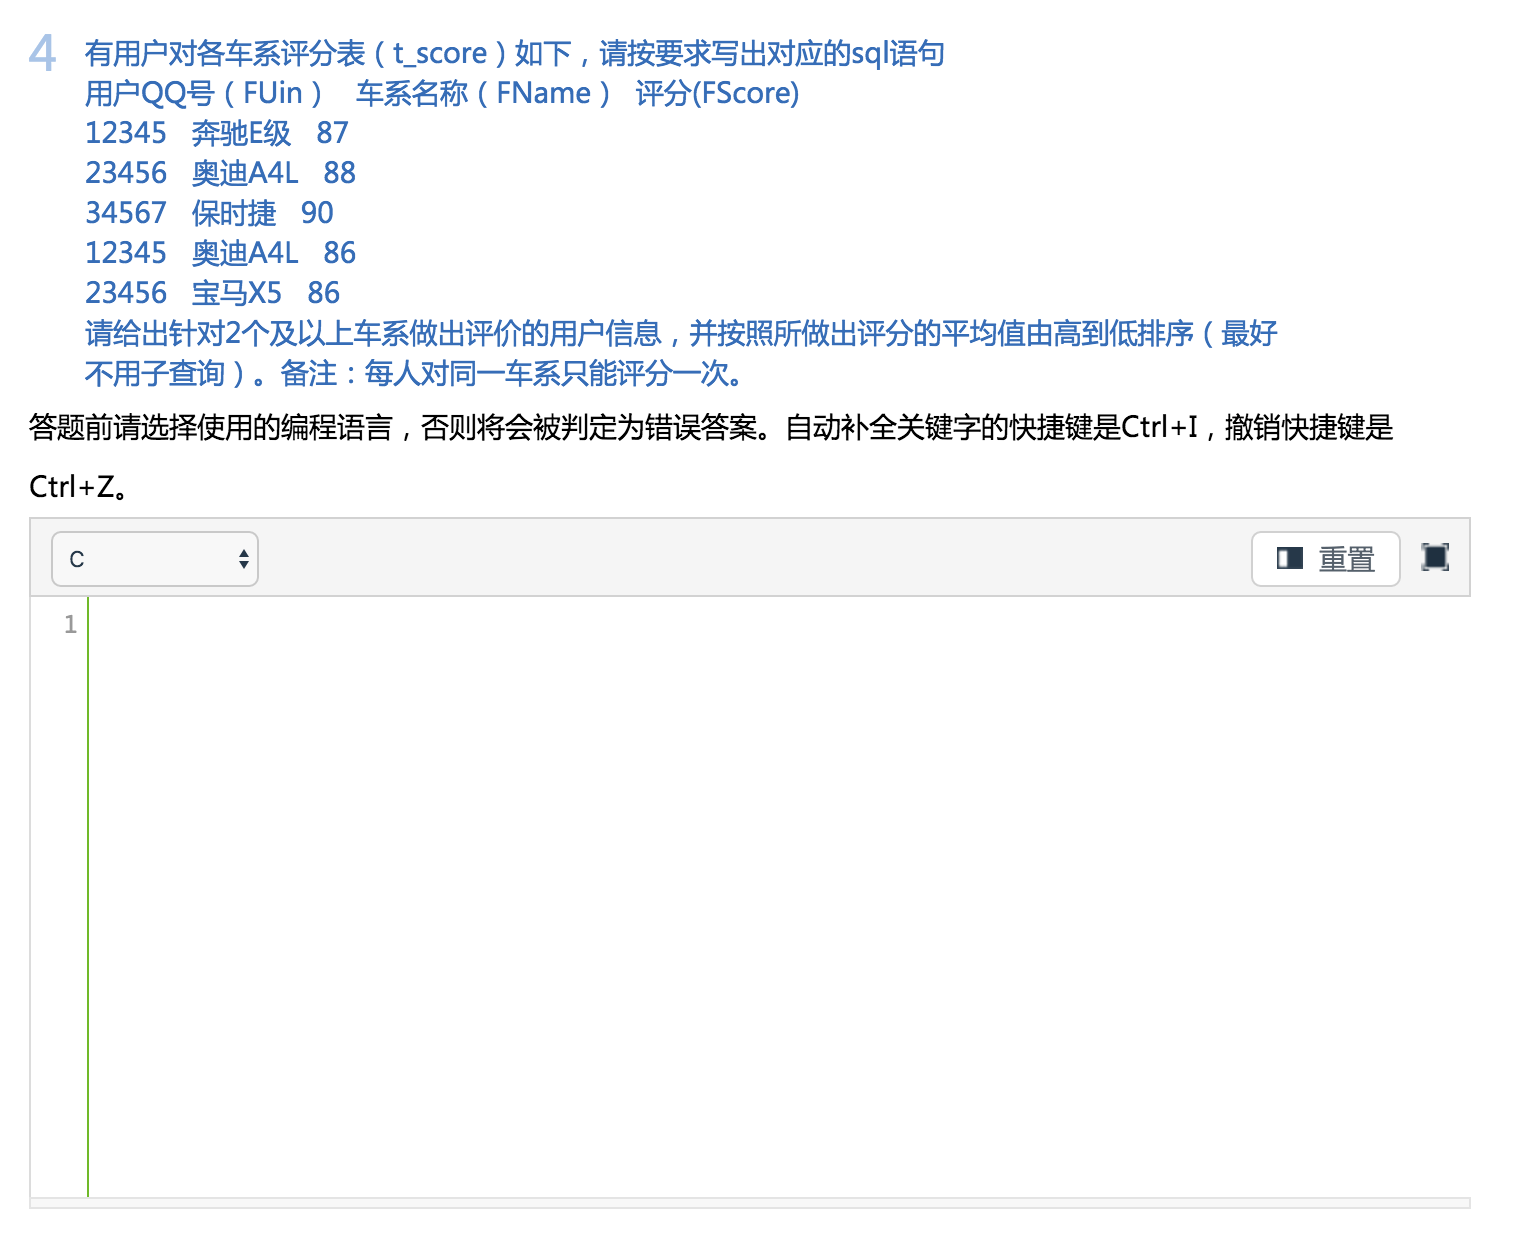 4 有用户对各车系评分表（t_score）如下，请按要求写出对应的sql语句
用户QQ号（FUin） 车系名称（FName） 评分(FScore)
12345 奔驰E级 87
23456 奥迪A4L 88
34567 保时捷 90
12345 奥迪A4L 86
23456 宝马X5 86
请给出针对2个及以上车系做出评价的用户信息，并按照所做出评分的平均值由高到低排序（最好
不用子查询）。备注：每人对同一车系只能评分一次。
答题前请选择使用的编程语言，否则将会被判定为错误答案。自动补全关键字的快捷键是Ctrl+I，撤销快捷键是
Ctrl+Z。
C 重置
1